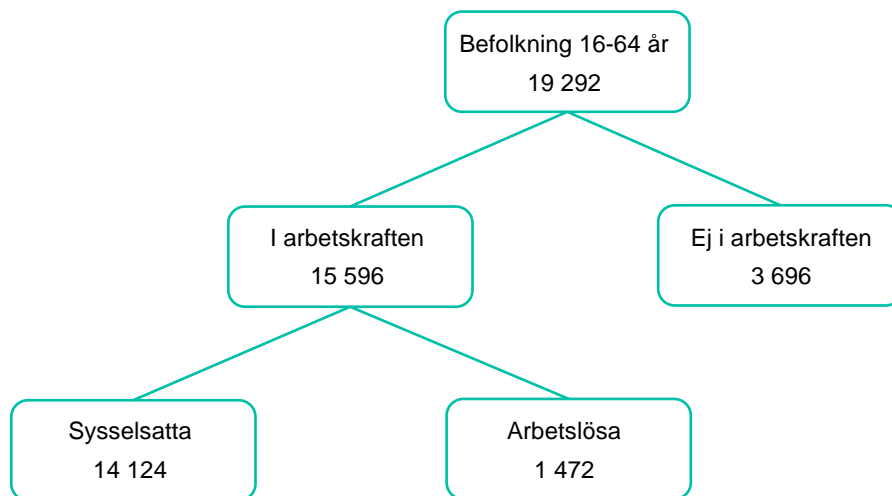 Befolkning 16-64 år
19 292
I arbetskraften
15 596
Ej i arbetskraften
3 696
Sysselsatta
14 124
Arbetslösa
1 472